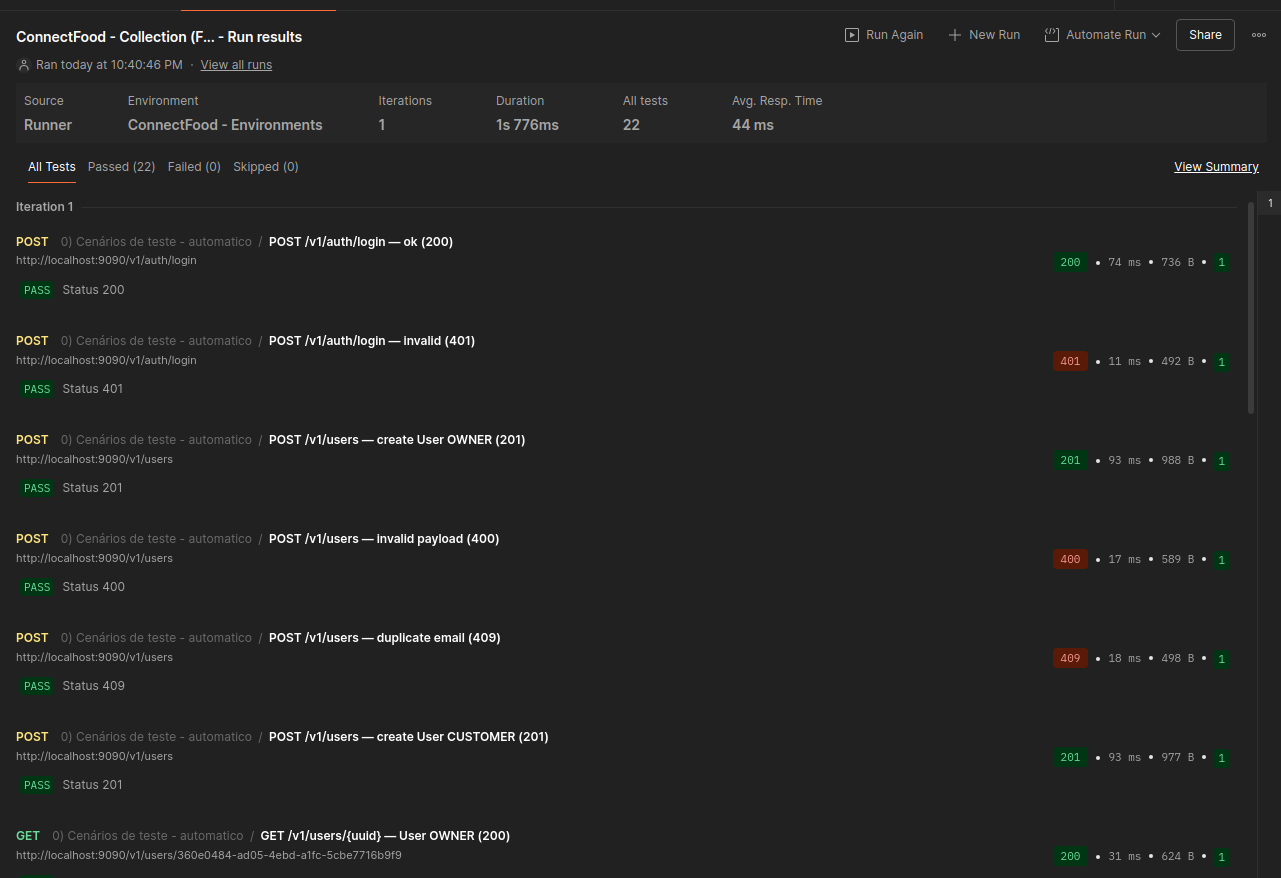 ConnectFood - Collection (F... - Run results
Run Again
New Run
Automate Run
Share
Ran today at 10:40:46 PM · View all runs
Source Environment Iterations Duration All tests Avg. Resp. Time
Runner ConnectFood - Environments 1 1s 776ms 22 44 ms
All Tests Passed (22) Failed (0) Skipped (0) View Summary
Iteration 1
1
POST 0) Cenários de teste - automatico / POST /v1/auth/login — ok (200)
http://localhost:9090/v1/auth/login
200 • 74 ms • 736 B • 1
PASS Status 200
POST 0) Cenários de teste - automatico / POST /v1/auth/login — invalid (401)
http://localhost:9090/v1/auth/login
401 • 11 ms • 492 B • 1
PASS Status 401
POST 0) Cenários de teste - automatico / POST /v1/users — create User OWNER (201)
http://localhost:9090/v1/users
201 • 93 ms • 988 B • 1
PASS Status 201
POST 0) Cenários de teste - automatico / POST /v1/users — invalid payload (400)
http://localhost:9090/v1/users
400 • 17 ms • 589 B • 1
PASS Status 400
POST 0) Cenários de teste - automatico / POST /v1/users — duplicate email (409)
http://localhost:9090/v1/users
409 • 18 ms • 498 B • 1
PASS Status 409
POST 0) Cenários de teste - automatico / POST /v1/users — create User CUSTOMER (201)
http://localhost:9090/v1/users
201 • 93 ms • 977 B • 1
PASS Status 201
GET 0) Cenários de teste - automatico / GET /v1/users/{uuid} — User OWNER (200)
http://localhost:9090/v1/users/360e0484-ad05-4ebd-a1fc-5cbe7716b9f9
200 • 31 ms • 624 B • 1